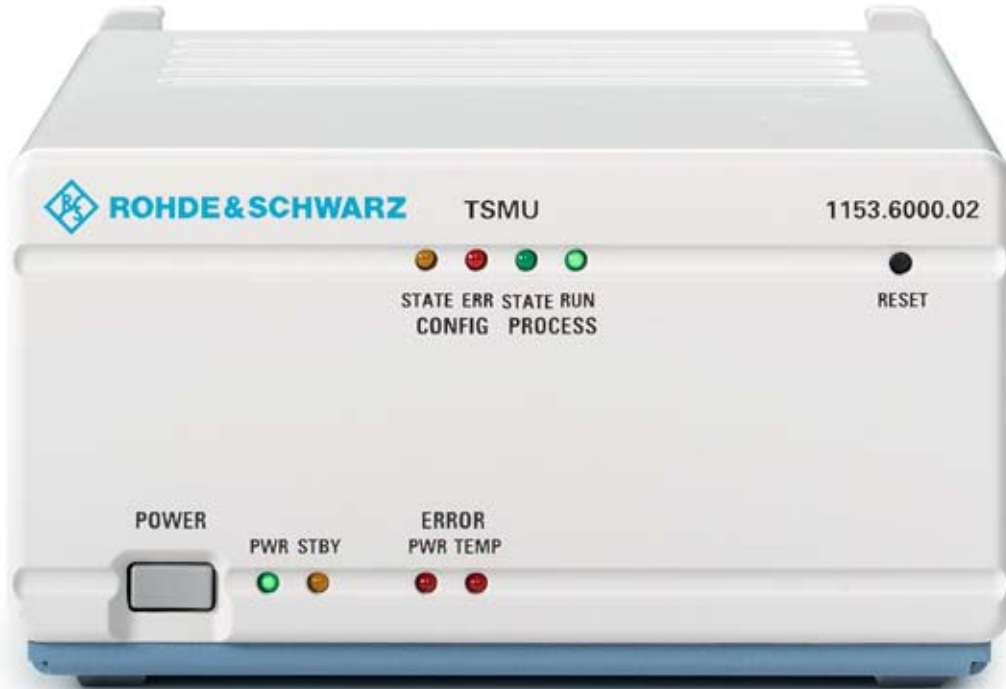 R&S ROHDE&SCHWARZ TSMU 1153.6000.02
STATE ERR STATE RUN RESET
CONFIG PROCESS
POWER ERROR
PWR STBY PWR TEMP